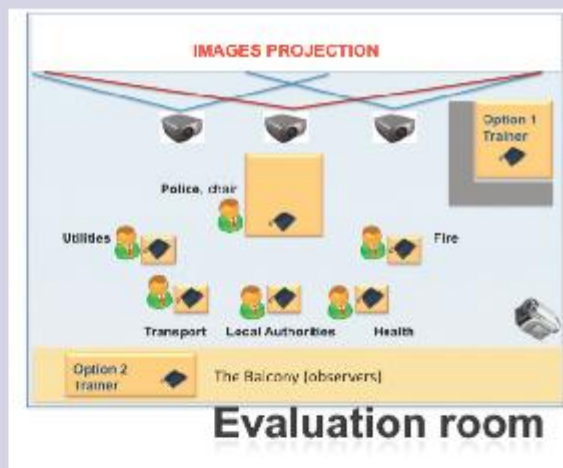 IMAGES PROJECTION
Option 1
Trainer
Police, chair
Utilities
Fire
Transport
Local Authorities
Health
Option 2
Trainer
The Balcony (observers)
Evaluation room